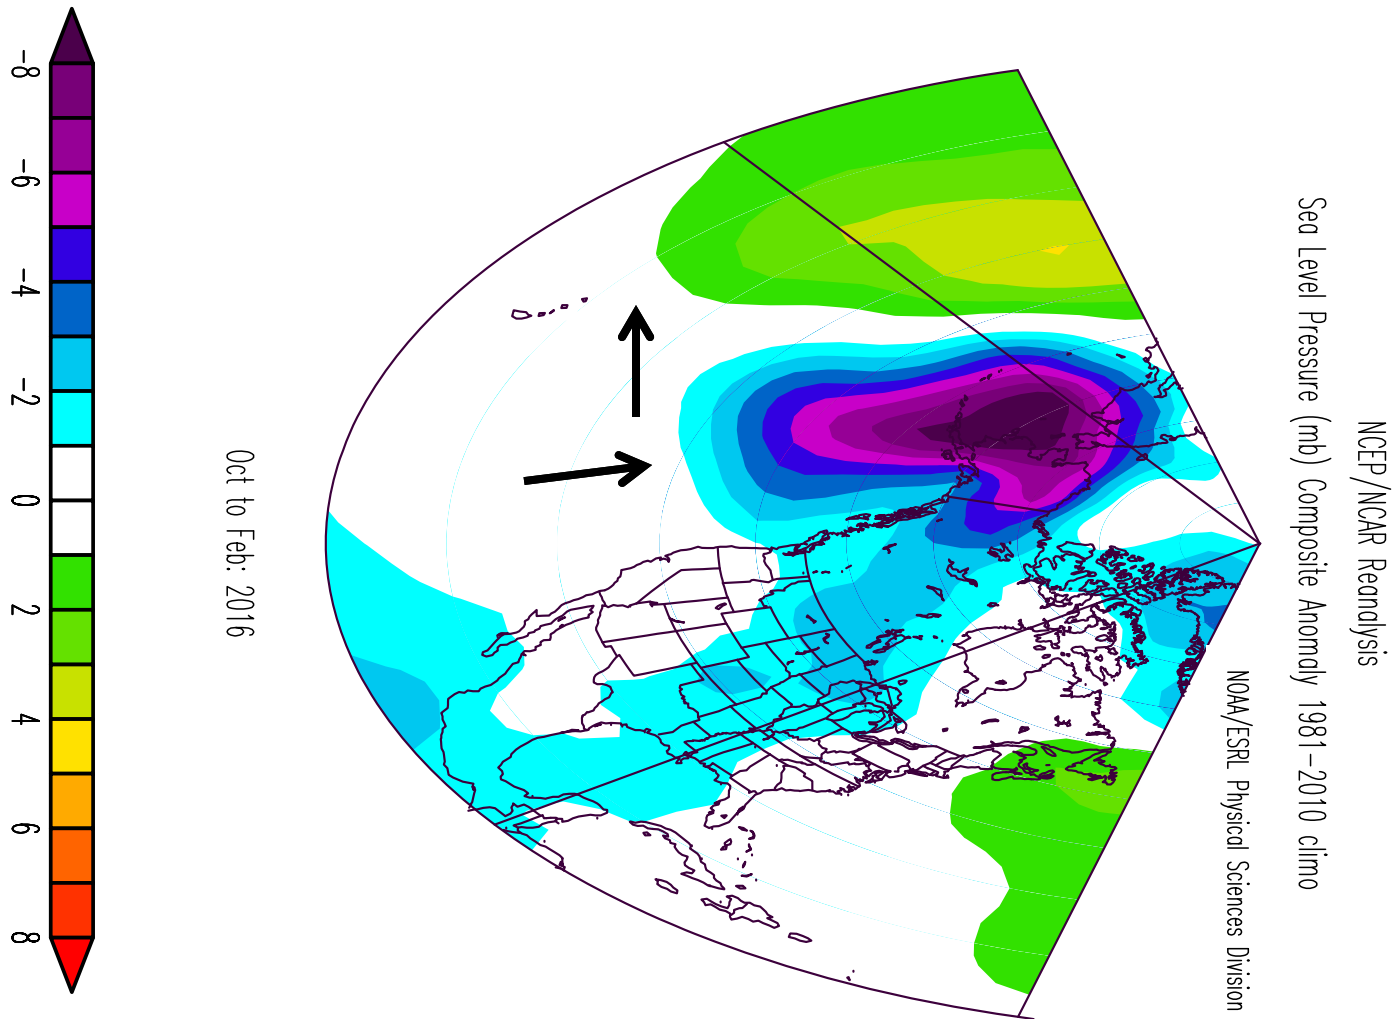 NCEP/NCAR Reanalysis
Sea Level Pressure (mb) Composite Anomaly 1981-2010 climo
NOAA/ESRL Physical Sciences Division
Oct to Feb: 2016
-8 -6 -4 -2 0 2 4 6 8